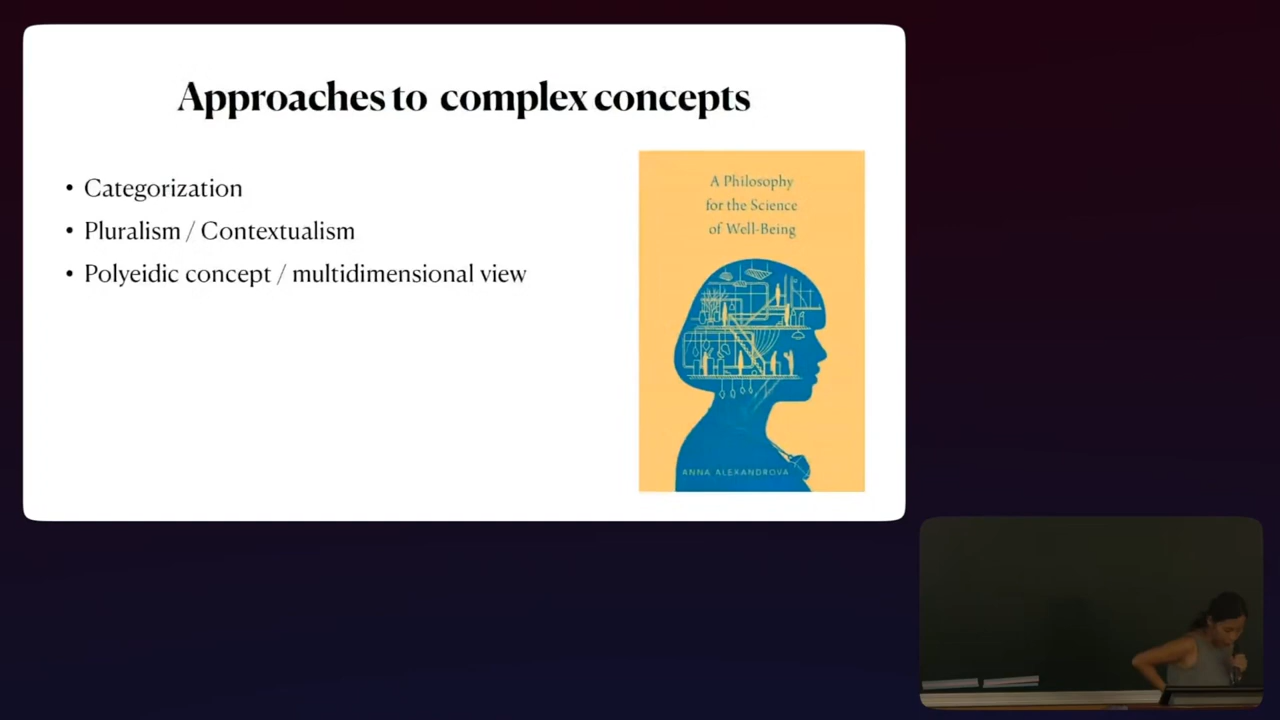 Approaches to complex concepts
• Categorization
• Pluralism / Contextualism
• Polyeidic concept / multidimensional view
A Philosophy
for the Science
of Well-Being
ANNA ALEXANDROVA